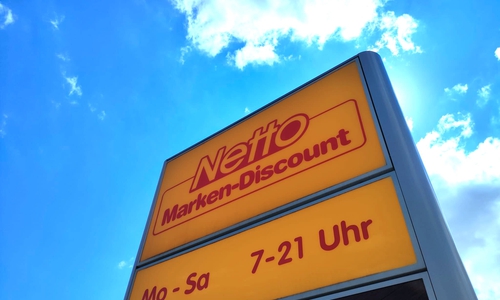 Netto
Marken-Discount
Mo - Sa 7-21 Uhr